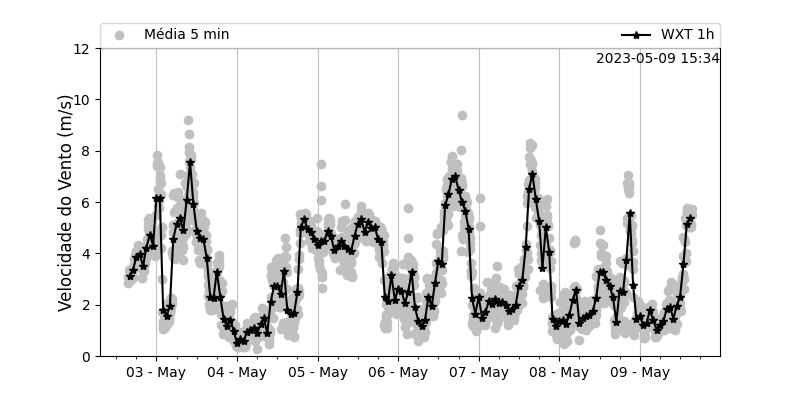 Média 5 min
WXT 1h
2023-05-09 15:34
Velocidade do Vento (m/s)
12
10
8
6
4
2
0
03 - May
04 - May
05 - May
06 - May
07 - May
08 - May
09 - May